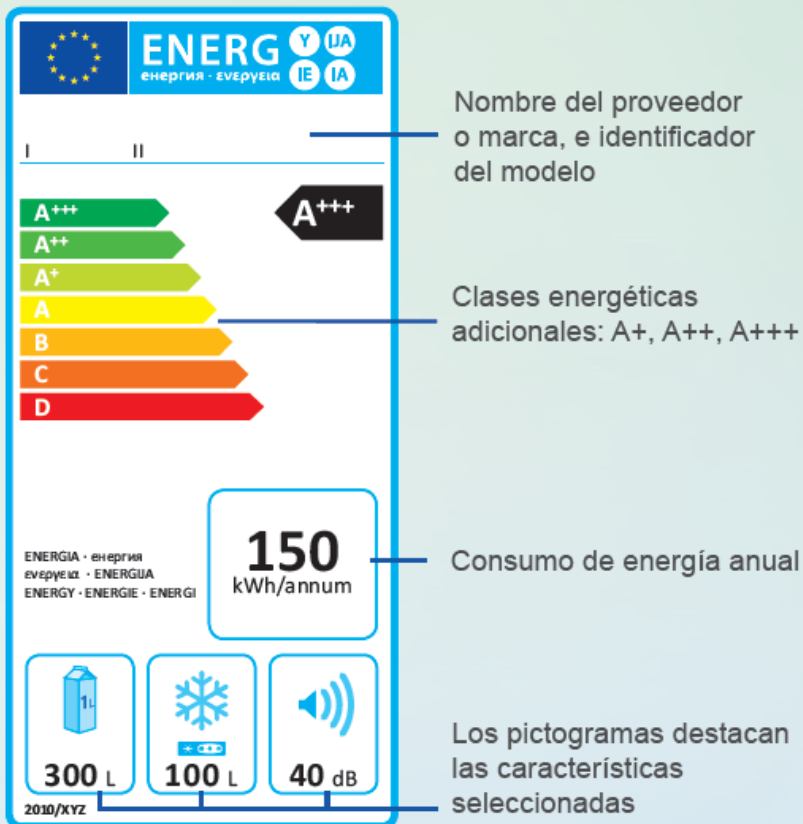 ENERG Y IJA
енергия · ενεργεια IE IA
Nombre del proveedor
o marca, e identificador
del modelo
I II
A+++ A+++
A++
A+
A
B
C
D
Clases energéticas
adicionales: A+, A++, A+++
150
kWh/annum
ENERGIA · енергия
ενεργεια · ENERGIJA
ENERGY · ENERGIE · ENERGI
Consumo de energía anual
1L
300 L 100 L 40 dB
Los pictogramas destacan
las características
seleccionadas
2010/XYZ